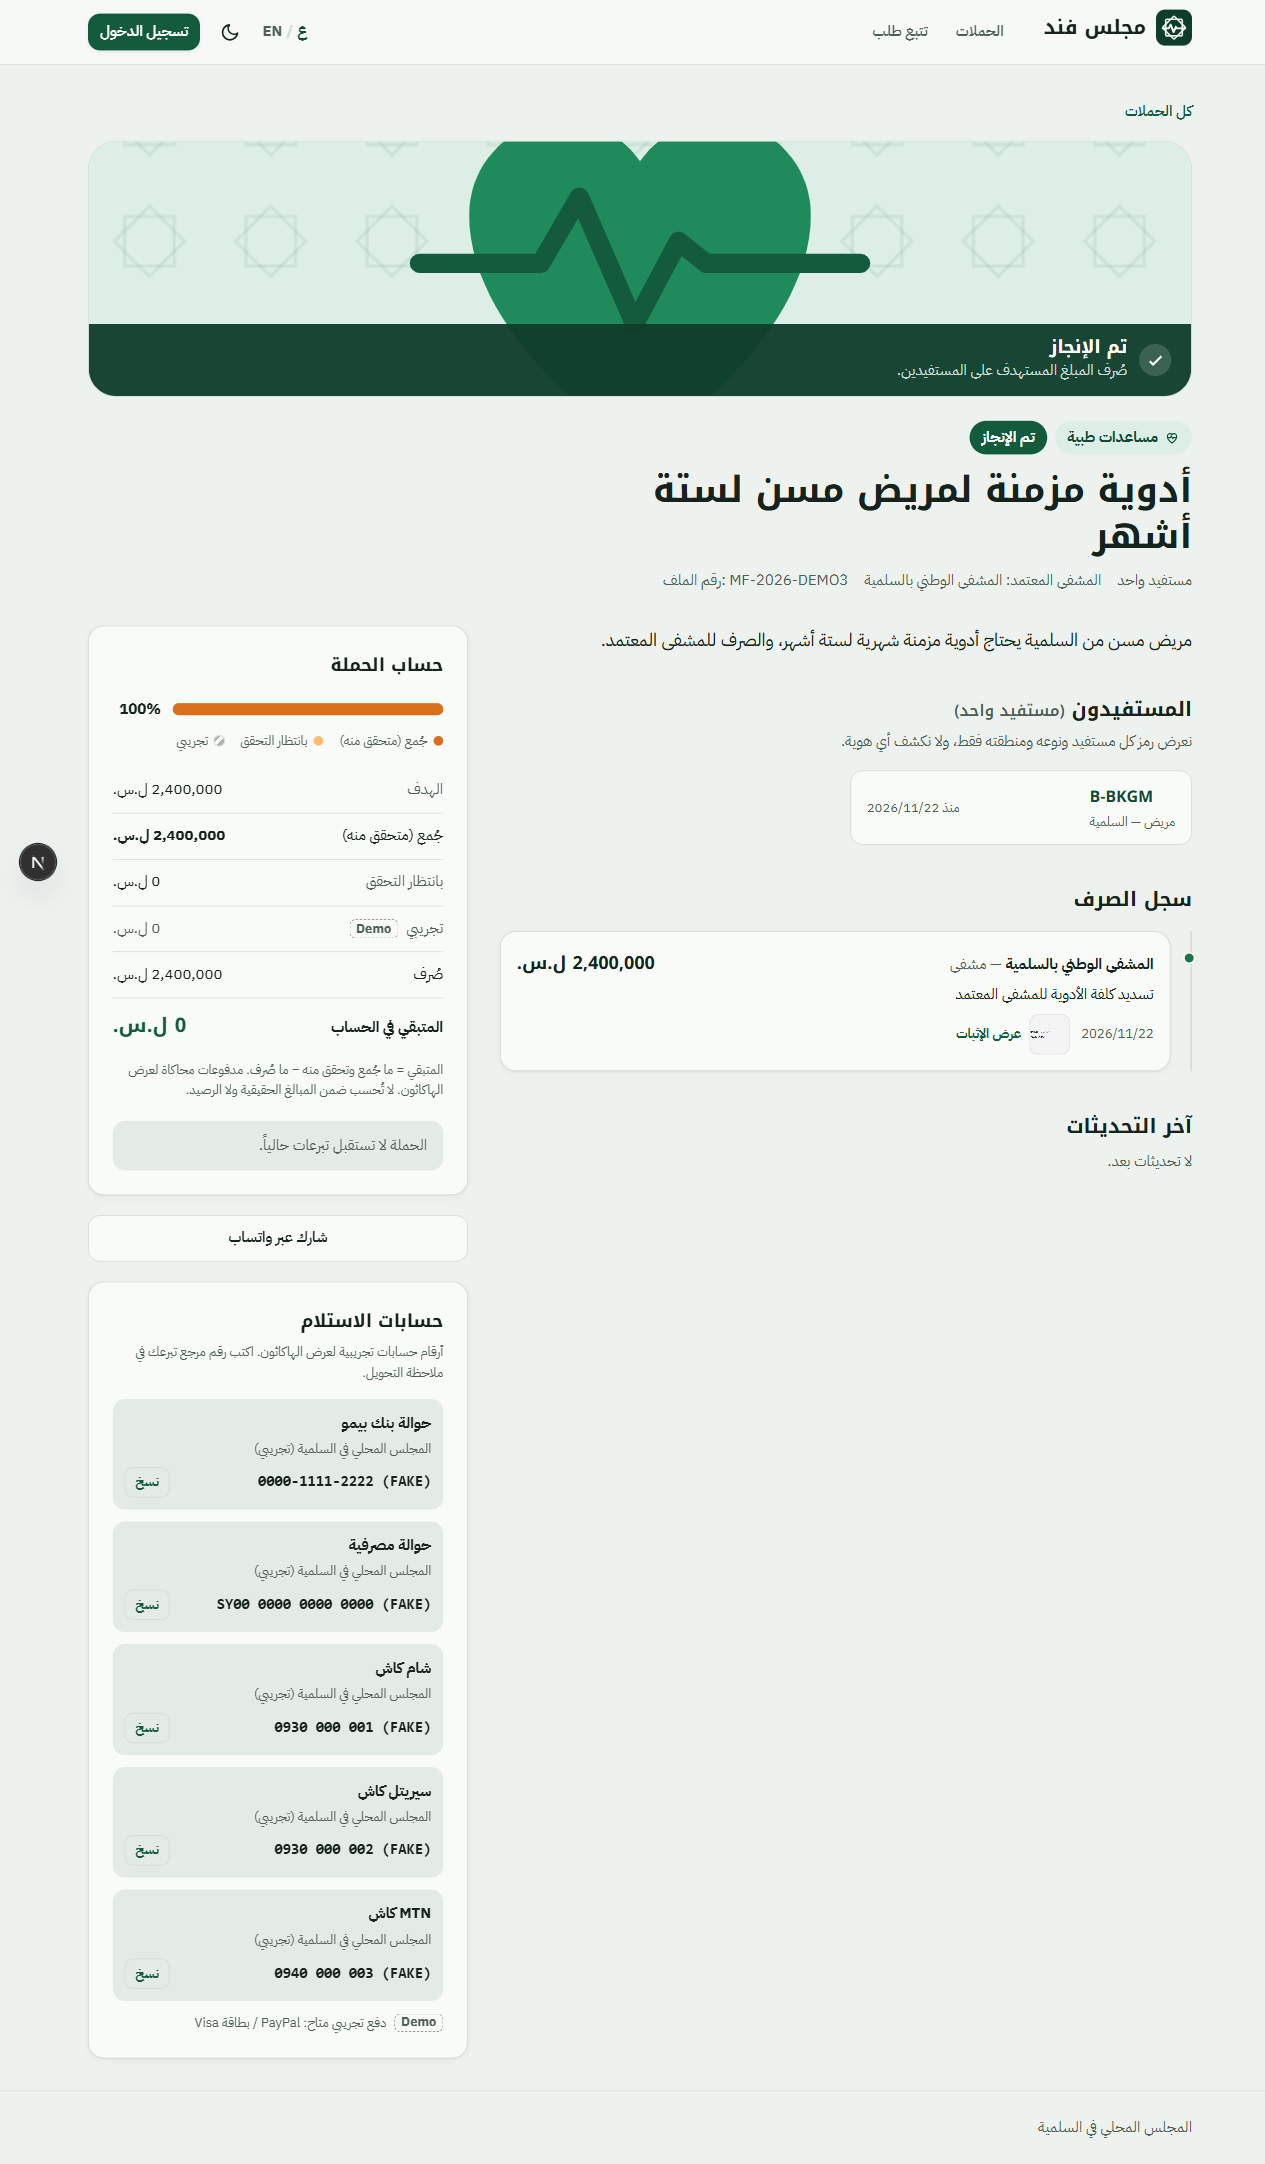 مجلس فند
الحملات
تتبع طلب
ع / EN
تسجيل الدخول
كل الحملات
تم الإنجاز
صُرف المبلغ المستهدف على المستفيدين.
مساعدات طبية
تم الإنجاز
أدوية مزمنة لمريض مسن لستة
أشهر
مستفيد واحد المشفى المعتمد: المشفى الوطني بالسلمية MF-2026-DEMO3 :رقم الملف
مريض مسن من السلمية يحتاج أدوية مزمنة شهرية لستة أشهر، والصرف للمشفى المعتمد.
المستفيدون (مستفيد واحد)
نعرض رمز كل مستفيد ونوعه ومنطقته فقط، ولا نكشف أي هوية.
B-BKGM
مريض — السلمية
منذ 2026/11/22
سجل الصرف
المشفى الوطني بالسلمية — مشفى
2,400,000 ل.س.
تسديد كلفة الأدوية للمشفى المعتمد
2026/11/22
عرض الإثبات
آخر التحديثات
لا تحديثات بعد.
حساب الحملة
100%
جُمع (متحقق منه)
بانتظار التحقق
تجريبي
الهدف
2,400,000 ل.س.
جُمع (متحقق منه)
2,400,000 ل.س.
بانتظار التحقق
0 ل.س.
تجريبي Demo
0 ل.س.
صُرف
2,400,000 ل.س.
المتبقي في الحساب
0 ل.س.
المتبقي = ما جُمع وتحقق منه − ما صُرف. مدفوعات محاكاة لعرض
الهاكاثون. لا تُحسب ضمن المبالغ الحقيقية ولا الرصيد.
الحملة لا تستقبل تبرعات حالياً.
شارك عبر واتساب
حسابات الاستلام
أرقام حسابات تجريبية لعرض الهاكاثون. اكتب رقم مرجع تبرعك في
ملاحظة التحويل.
حوالة بنك بيمو
المجلس المحلي في السلمية (تجريبي)
0000-1111-2222 (FAKE)
نسخ
حوالة مصرفية
المجلس المحلي في السلمية (تجريبي)
SY00 0000 0000 0000 (FAKE)
نسخ
شام كاش
المجلس المحلي في السلمية (تجريبي)
0930 000 001 (FAKE)
نسخ
سيريتل كاش
المجلس المحلي في السلمية (تجريبي)
0930 000 002 (FAKE)
نسخ
MTN كاش
المجلس المحلي في السلمية (تجريبي)
0940 000 003 (FAKE)
نسخ
Demo دفع تجريبي متاح: PayPal / بطاقة Visa
المجلس المحلي في السلمية
N